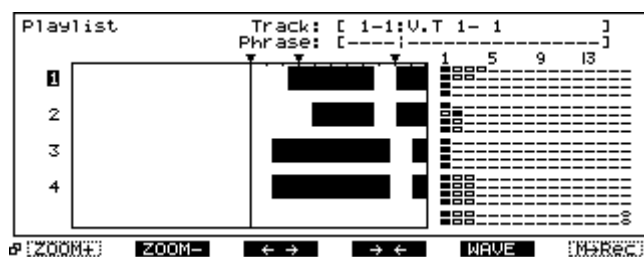 Playlist Track: [ 1-1:V.T 1- 1 ]
Phrase: [-----:--------------------]
1 5 9 13
1
2
3
4
S
ZOOM+ ZOOM- ← → → ← WAVE M→Rec